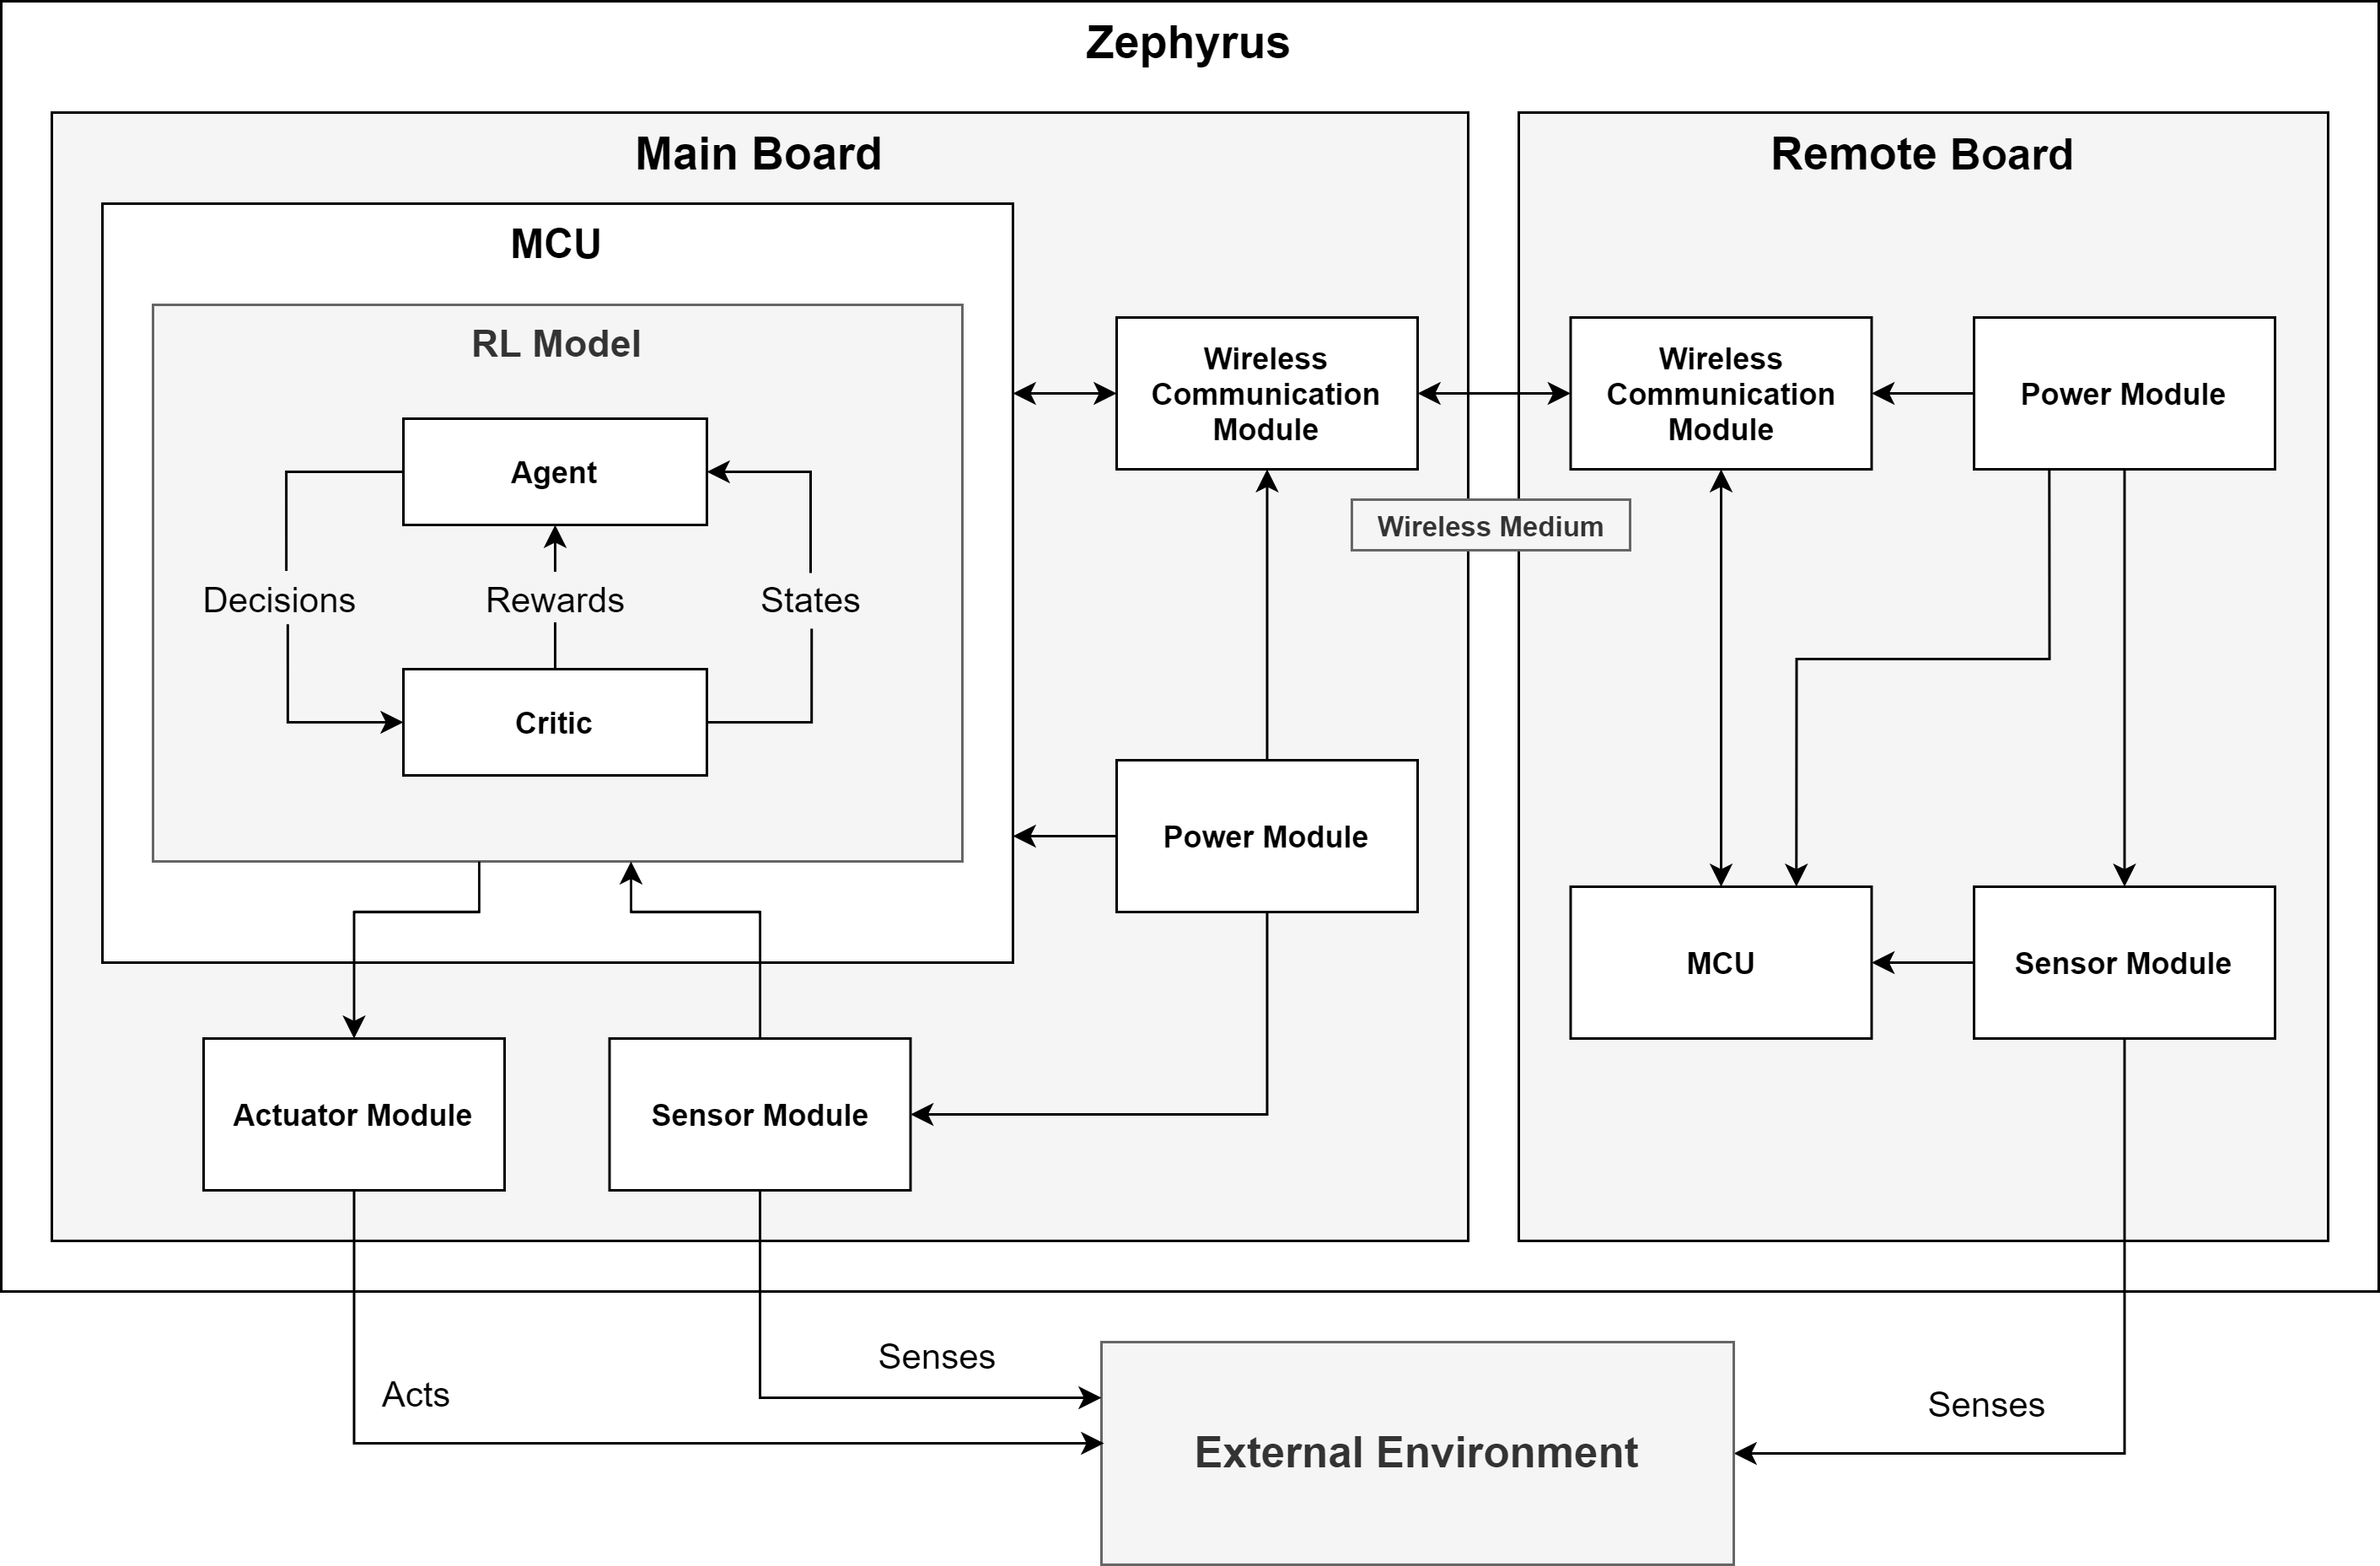 Zephyrus
Main Board
MCU
RL Model
Agent
Decisions
Rewards
States
Critic
Wireless
Communication
Module
Power Module
Actuator Module
Sensor Module
Wireless Medium
Remote Board
Wireless
Communication
Module
Power Module
MCU
Sensor Module
Acts
Senses
Senses
External Environment